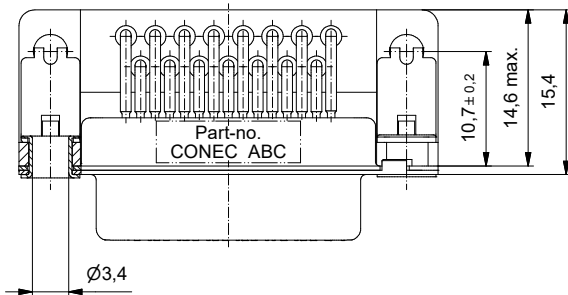 Part-no.
CONEC ABC
10,7± 0,2
14,6 max.
15,4
Ø3,4